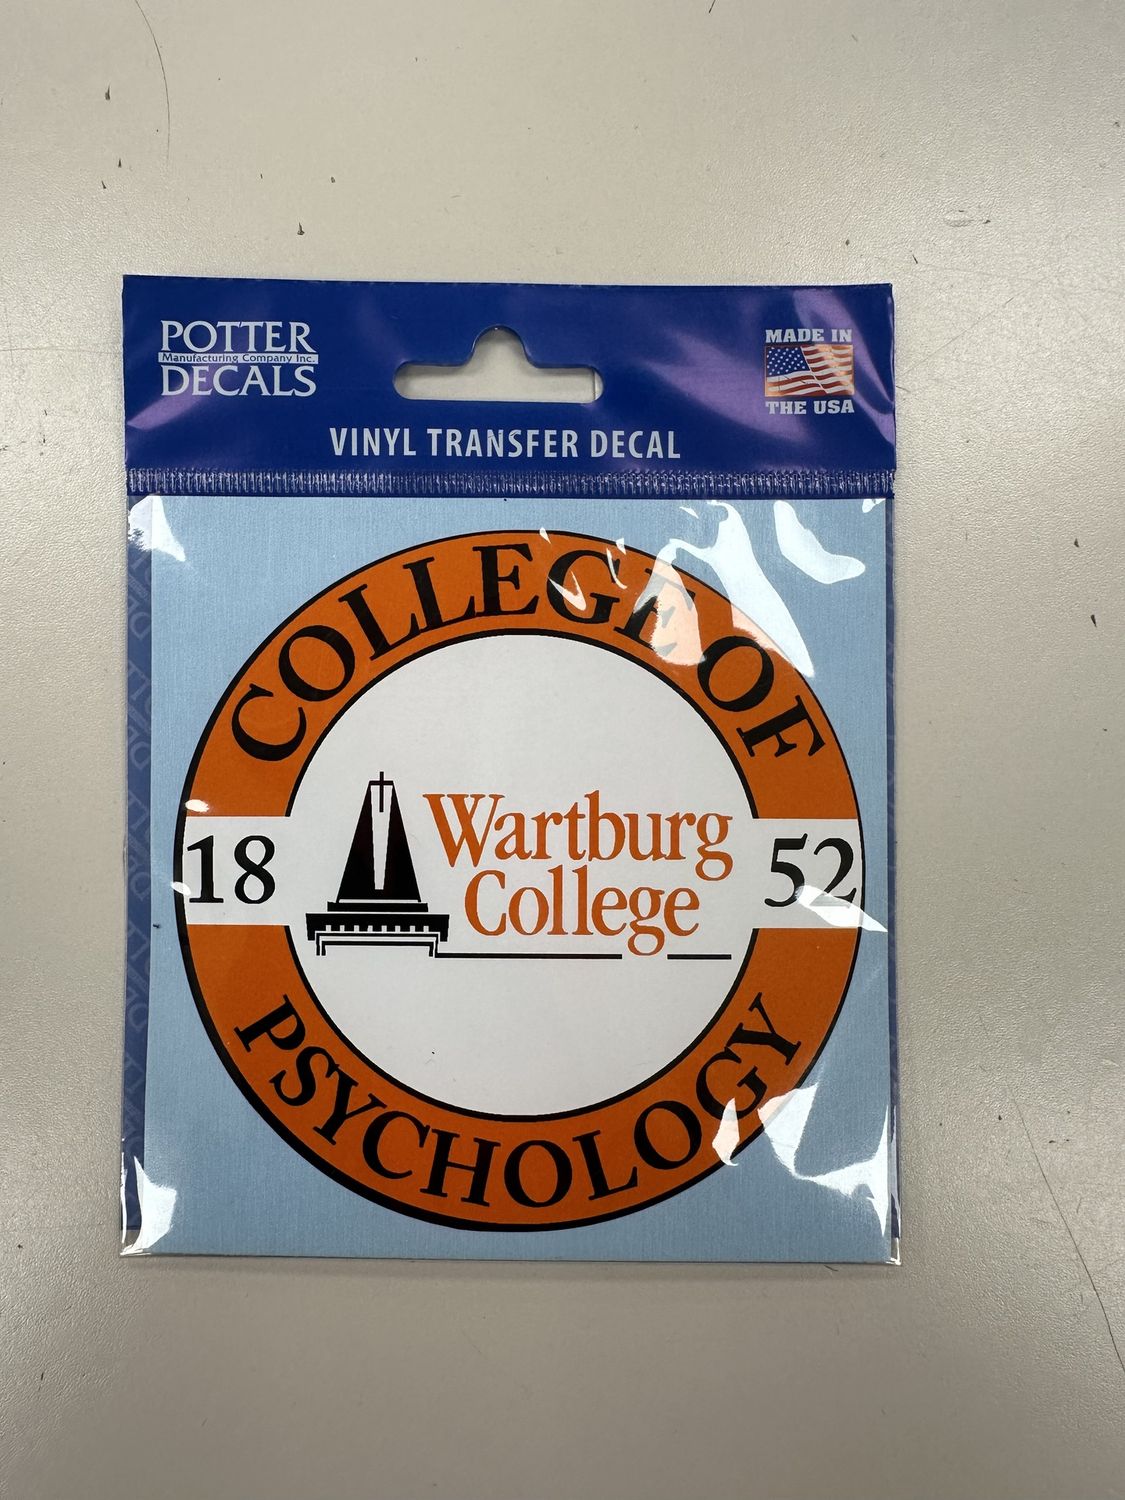 POTTER
Manufacturing Company Inc.
DECALS
MADE IN
THE USA
VINYL TRANSFER DECAL
COLLEGE OF
18
Wartburg
College
52
PSYCHOLOGY